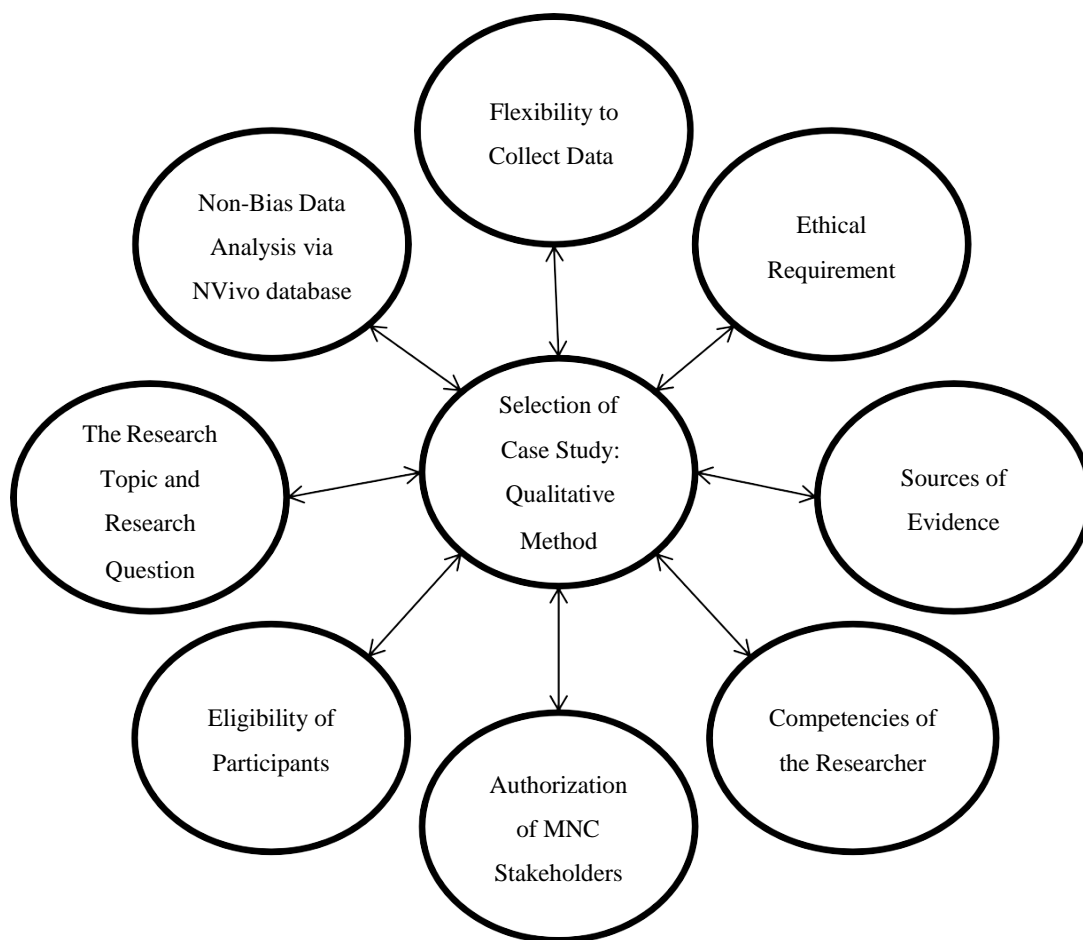 Flexibility to
Collect Data
Non-Bias Data
Analysis via
NVivo database
Ethical
Requirement
Selection of
Case Study:
Qualitative
Method
The Research
Topic and
Research
Question
Sources of
Evidence
Eligibility of
Participants
Competencies of
the Researcher
Authorization
of MNC
Stakeholders